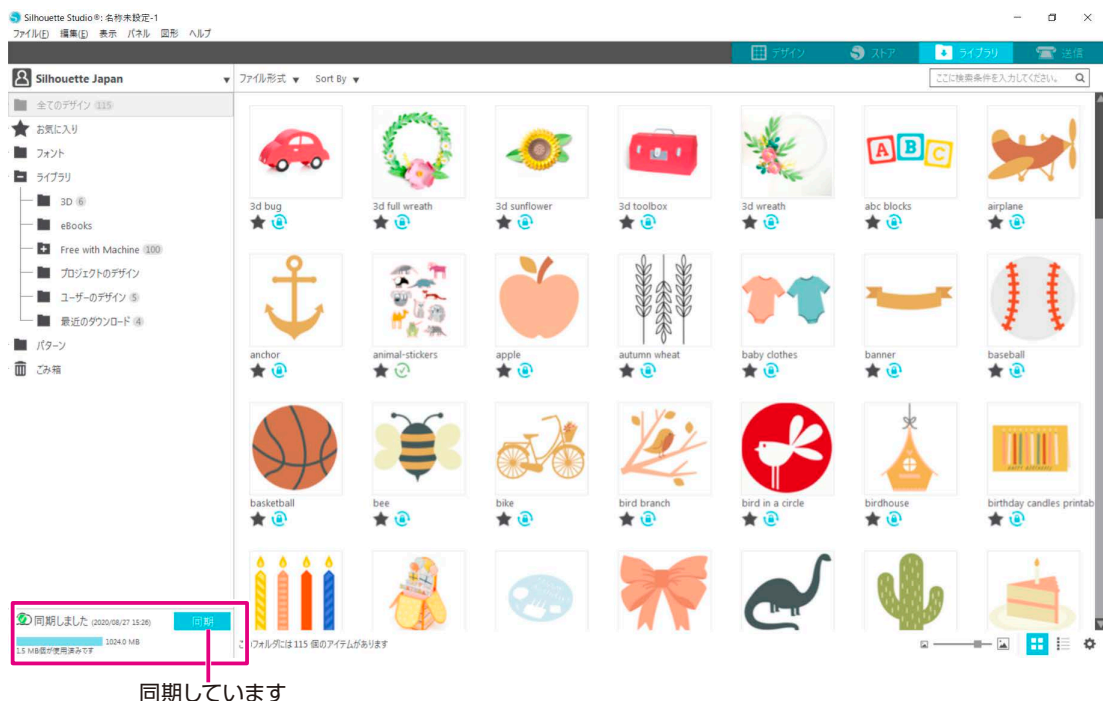 Silhouette Studio®: 名称未設定-1
ファイル(F) 編集(E) 表示 パネル 図形 ヘルプ
デザイン ストア ライブラリ 送信
Silhouette Japan ▼ ファイル形式 ▼ Sort By ▼ ここに検索条件を入力してください。
全てのデザイン 115
お気に入り
フォント
ライブラリ
3D 6
eBooks
Free with Machine 100
プロジェクトのデザイン
ユーザーのデザイン 5
最近のダウンロード 4
パターン
ごみ箱
3d bug 3d full wreath 3d sunflower 3d toolbox 3d wreath abc blocks airplane
A B C
anchor animal-stickers apple autumn wheat baby clothes banner baseball
basketball bee bike bird branch bird in a circle birdhouse birthday candles printab
同期しました (2020/08/27 15:26) 同期
1024.0 MB
1.5 MB個が使用済みです
このフォルダには115 個のアイテムがあります
同期しています